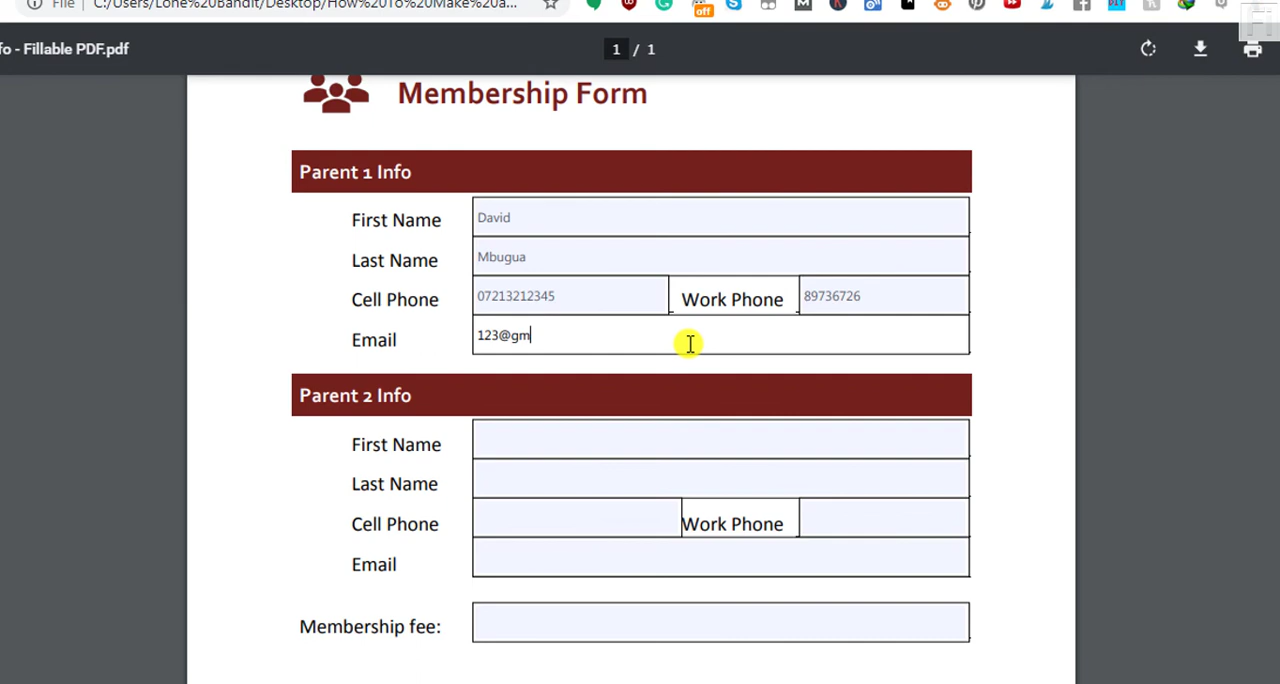 File C:/Users/Lone%20Bandit/Desktop/How%20To%20Make%20a...
off
DIY
fo - Fillable PDF.pdf
1 / 1
Membership Form
Parent 1 Info
First Name David
Last Name Mbugua
Cell Phone 07213212345 Work Phone 89736726
Email 123@gm
Parent 2 Info
First Name
Last Name
Cell Phone Work Phone
Email
Membership fee: